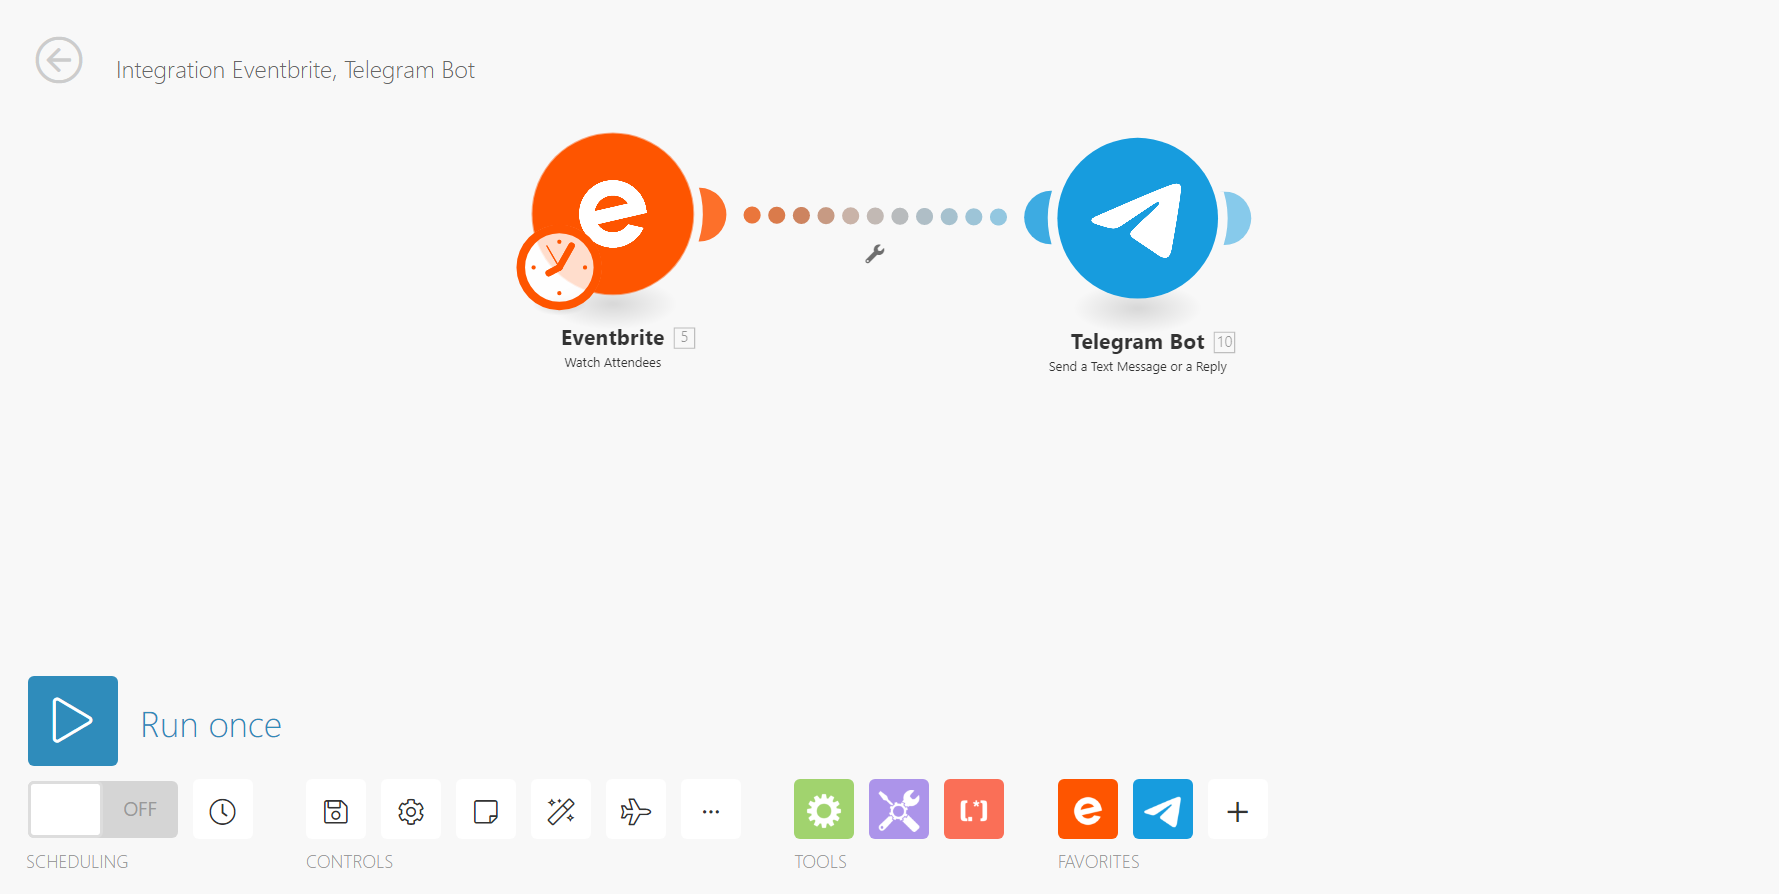 Integration Eventbrite, Telegram Bot
Eventbrite 5
Watch Attendees
Telegram Bot 10
Send a Text Message or a Reply
Run once
OFF
SCHEDULING
CONTROLS
TOOLS
FAVORITES